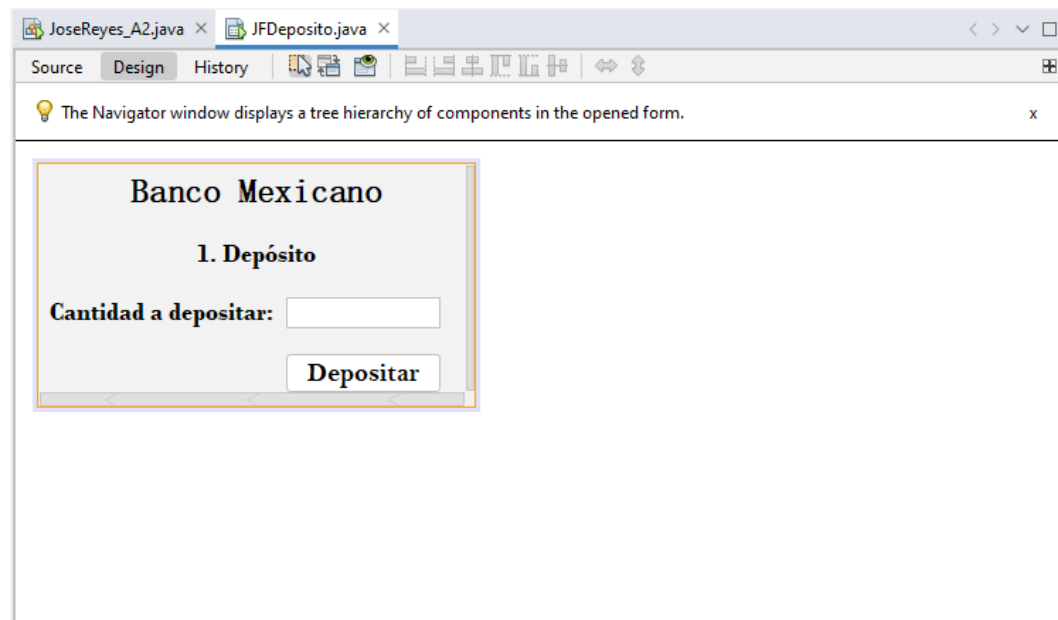 JoseReyes_A2.java JFDeposito.java
Source Design History
The Navigator window displays a tree hierarchy of components in the opened form. x
Banco Mexicano
1. Depósito
Cantidad a depositar:
Depositar